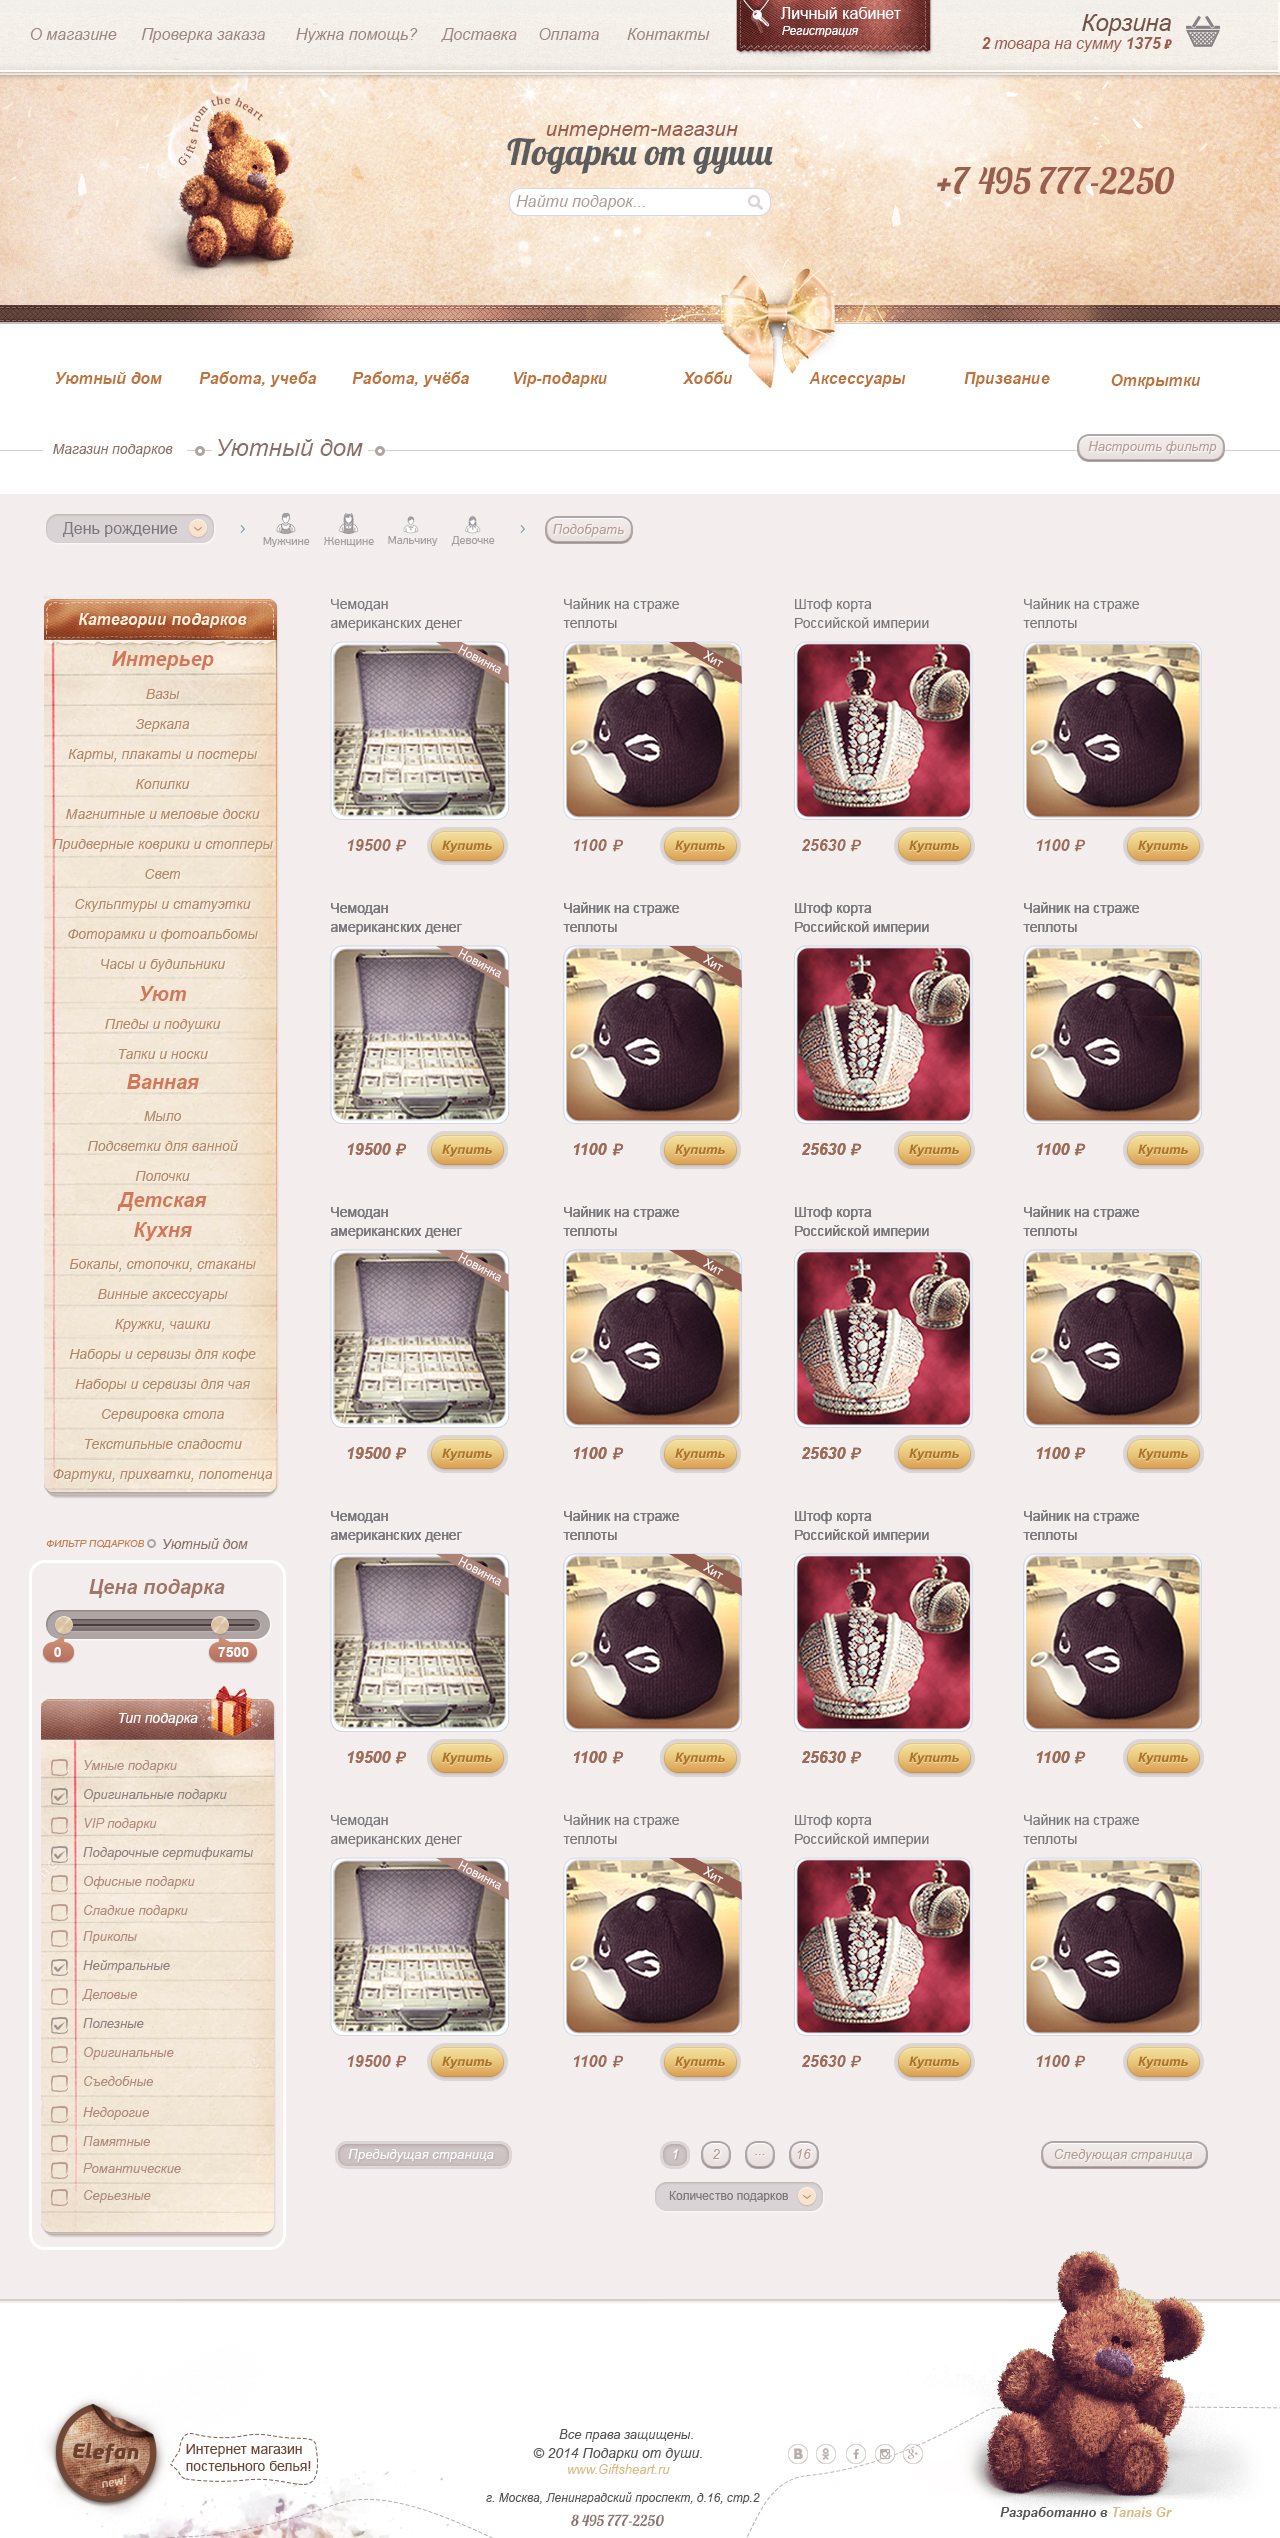 О магазине
Проверка заказа
Нужна помощь?
Доставка
Оплата
Контакты
Личный кабинет
Регистрация
Корзина
2 товара на сумму 1375 ₽
Gifts from the heart
интернет-магазин
Подарки от души
Найти подарок...
+7 495 777-2250
Уютный дом
Работа, учеба
Работа, учёба
Vip-подарки
Хобби
Аксессуары
Призвание
Открытки
Магазин подарков
Уютный дом
Настроить фильтр
День рождение
Мужчине
Женщине
Мальчику
Девочке
Подобрать
Категории подарков
Интерьер
Вазы
Зеркала
Карты, плакаты и постеры
Копилки
Магнитные и меловые доски
Придверные коврики и стопперы
Свет
Скульптуры и статуэтки
Фоторамки и фотоальбомы
Часы и будильники
Уют
Пледы и подушки
Тапки и носки
Ванная
Мыло
Подсветки для ванной
Полочки
Детская
Кухня
Бокалы, стопочки, стаканы
Винные аксессуары
Кружки, чашки
Наборы и сервизы для кофе
Наборы и сервизы для чая
Сервировка стола
Текстильные сладости
Фартуки, прихватки, полотенца
ФИЛЬТР ПОДАРКОВ
Уютный дом
Цена подарка
0
7500
Тип подарка
Умные подарки
Оригинальные подарки
VIP подарки
Подарочные сертификаты
Офисные подарки
Сладкие подарки
Приколы
Нейтральные
Деловые
Полезные
Оригинальные
Съедобные
Недорогие
Памятные
Романтические
Серьезные
Чемодан
американских денег
Новинка
19500 ₽
Купить
Чайник на страже
теплоты
Хит
1100 ₽
Купить
Штоф корта
Российской империи
25630 ₽
Купить
Чайник на страже
теплоты
1100 ₽
Купить
Чемодан
американских денег
Новинка
19500 ₽
Купить
Чайник на страже
теплоты
Хит
1100 ₽
Купить
Штоф корта
Российской империи
25630 ₽
Купить
Чайник на страже
теплоты
1100 ₽
Купить
Чемодан
американских денег
Новинка
19500 ₽
Купить
Чайник на страже
теплоты
Хит
1100 ₽
Купить
Штоф корта
Российской империи
25630 ₽
Купить
Чайник на страже
теплоты
1100 ₽
Купить
Чемодан
американских денег
Новинка
19500 ₽
Купить
Чайник на страже
теплоты
Хит
1100 ₽
Купить
Штоф корта
Российской империи
25630 ₽
Купить
Чайник на страже
теплоты
1100 ₽
Купить
Чемодан
американских денег
Новинка
19500 ₽
Купить
Чайник на страже
теплоты
Хит
1100 ₽
Купить
Штоф корта
Российской империи
25630 ₽
Купить
Чайник на страже
теплоты
1100 ₽
Купить
Предыдущая страница
1
2
...
16
Следующая страница
Количество подарков
Elefan
new!
Интернет магазин
постельного белья!
Все права защищены.
© 2014 Подарки от души.
www.Giftsheart.ru
г. Москва, Ленинградский проспект, д.16, стр.2
8 495 777-2250
Разработанно в Tanais Gr